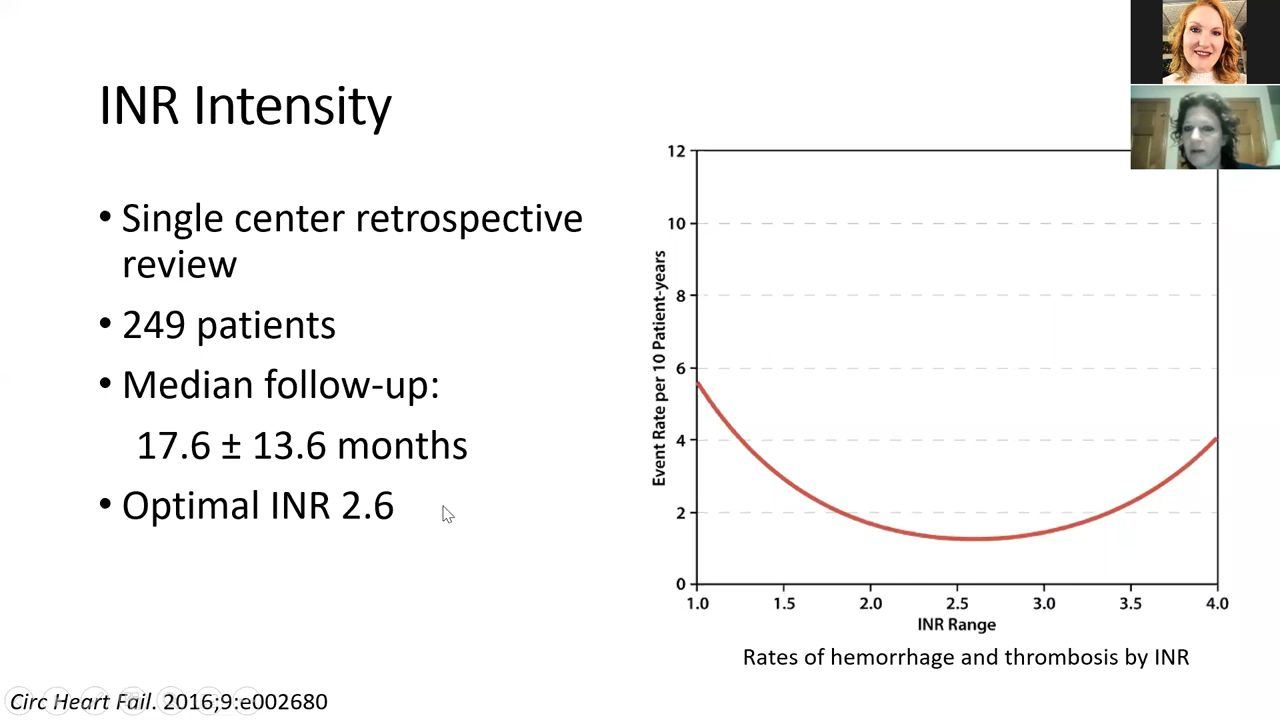 INR Intensity
• Single center retrospective
review
• 249 patients
• Median follow-up:
17.6 ± 13.6 months
• Optimal INR 2.6
Event Rate per 10 Patient-years
12
10
8
6
4
2
0
1.0 1.5 2.0 2.5 3.0 3.5 4.0
INR Range
Rates of hemorrhage and thrombosis by INR
Circ Heart Fail. 2016;9:e002680